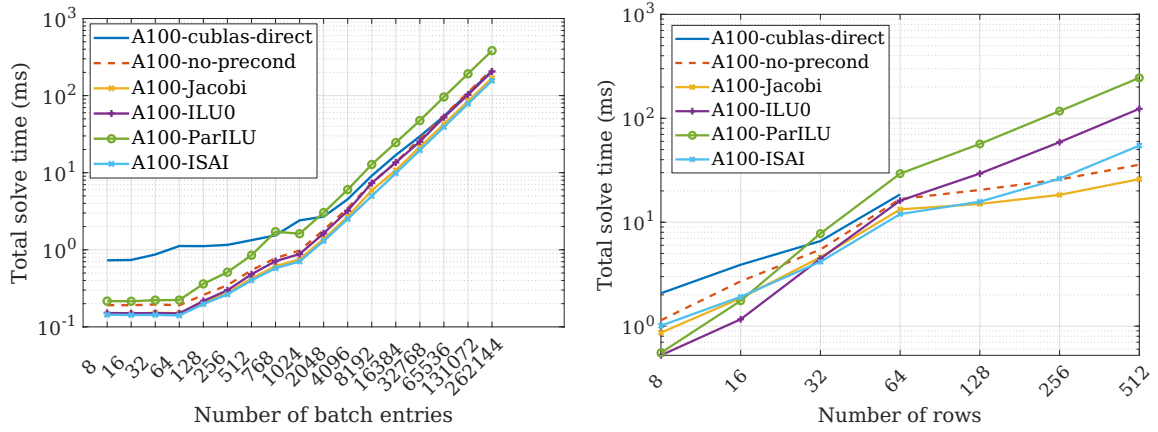 10^3
10^2
10^1
10^0
10^-1
Total solve time (ms)
A100-cublas-direct
A100-no-precond
A100-Jacobi
A100-ILU0
A100-ParILU
A100-ISAI
8
16
32
64
128
256
512
768
1024
2048
4096
8192
16384
32768
65536
131072
262144
Number of batch entries
10^3
10^2
10^1
10^0
Total solve time (ms)
A100-cublas-direct
A100-no-precond
A100-Jacobi
A100-ILU0
A100-ParILU
A100-ISAI
8
16
32
64
128
256
512
Number of rows